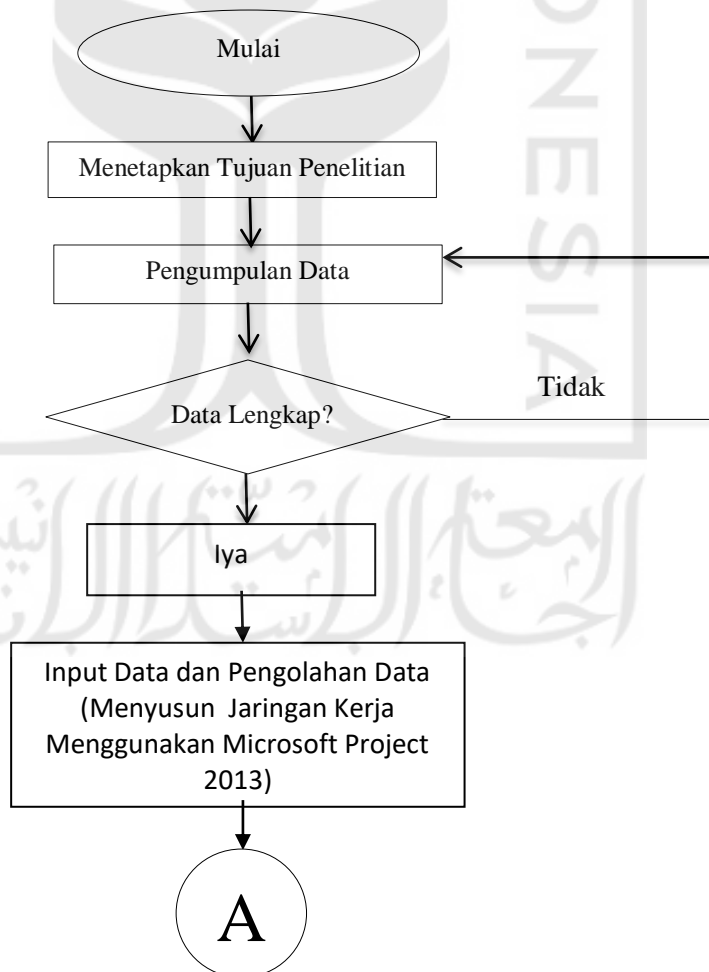 Mulai
Menetapkan Tujuan Penelitian
Pengumpulan Data
Data Lengkap?
Tidak
Iya
Input Data dan Pengolahan Data
(Menyusun Jaringan Kerja
Menggunakan Microsoft Project
2013)
A
ONESIA